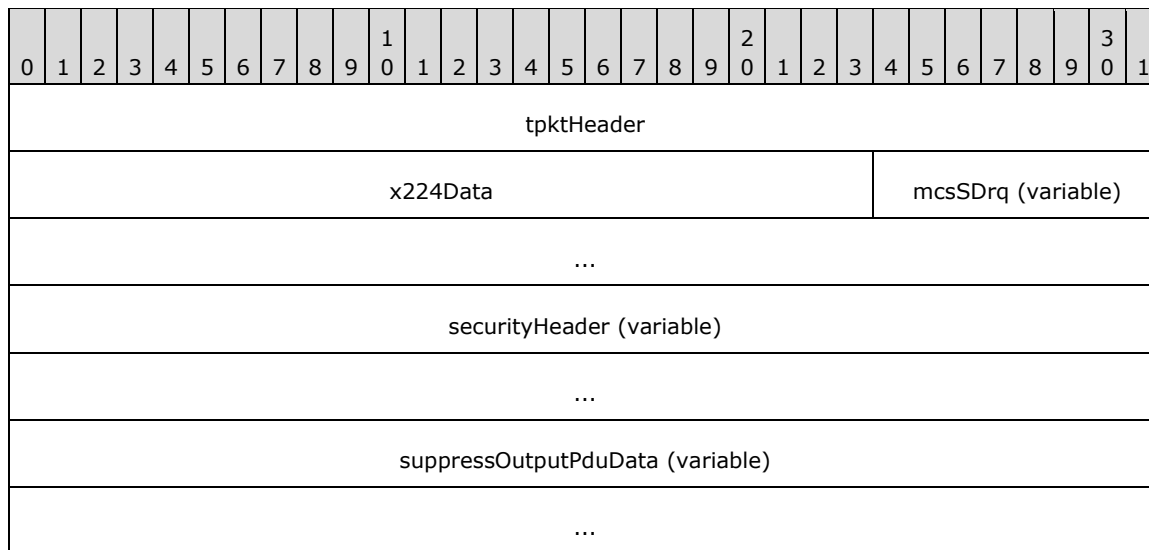 1 2 3
0 1 2 3 4 5 6 7 8 9 0 1 2 3 4 5 6 7 8 9 0 1 2 3 4 5 6 7 8 9 0 1
tpktHeader
x224Data mcsSDrq (variable)
...
securityHeader (variable)
...
suppressOutputPduData (variable)
...